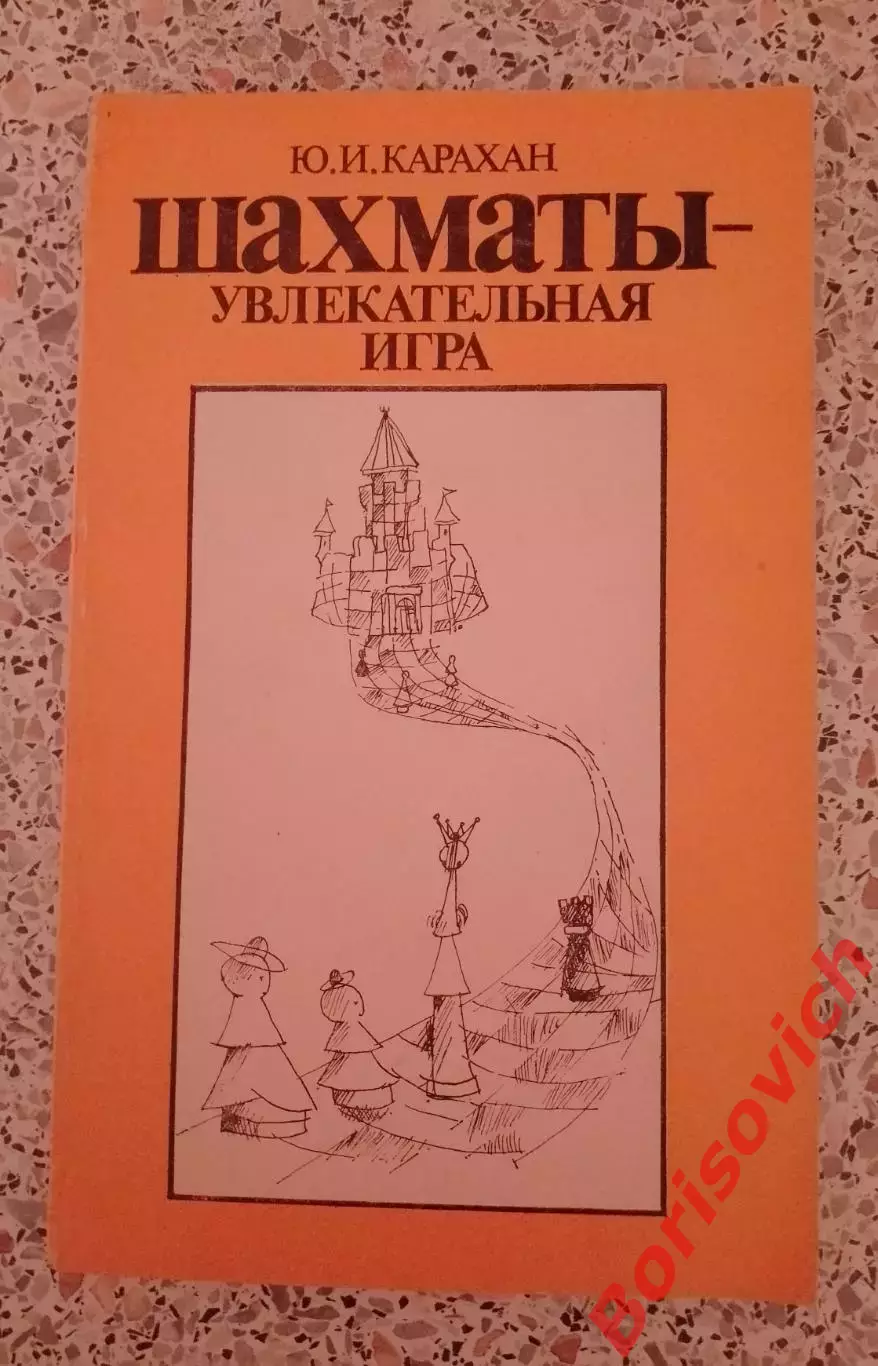 Ю.И.КАРАХАН
ШАХМАТЫ–
УВЛЕКАТЕЛЬНАЯ
ИГРА
Borisovich